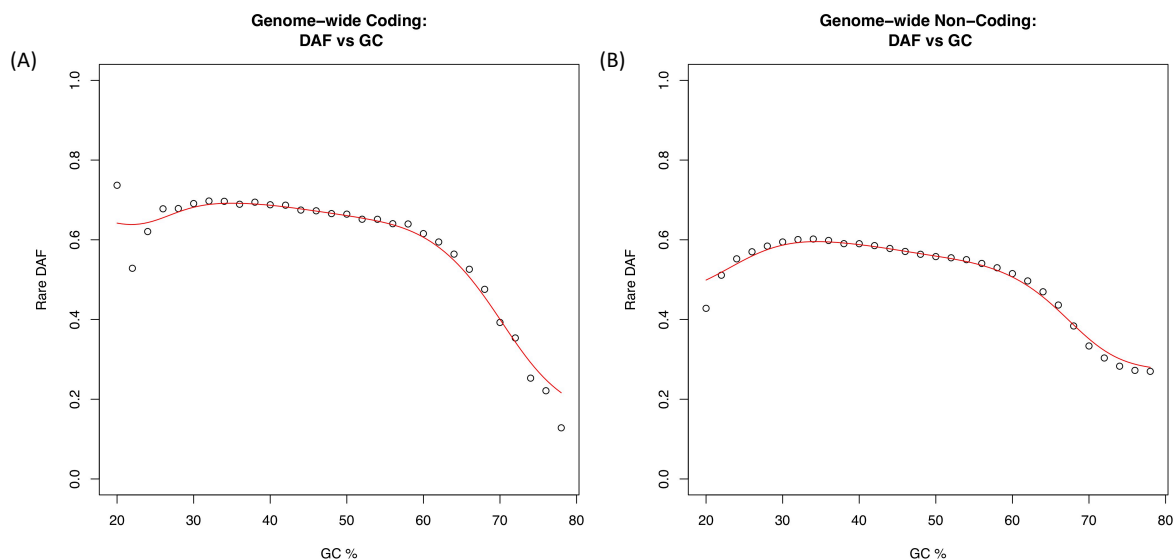 Genome-wide Coding:
DAF vs GC
(A)
1.0
0.8
0.6
0.4
0.2
0.0
Rare DAF
20 30 40 50 60 70 80
GC %
Genome-wide Non-Coding:
DAF vs GC
(B)
1.0
0.8
0.6
0.4
0.2
0.0
Rare DAF
20 30 40 50 60 70 80
GC %